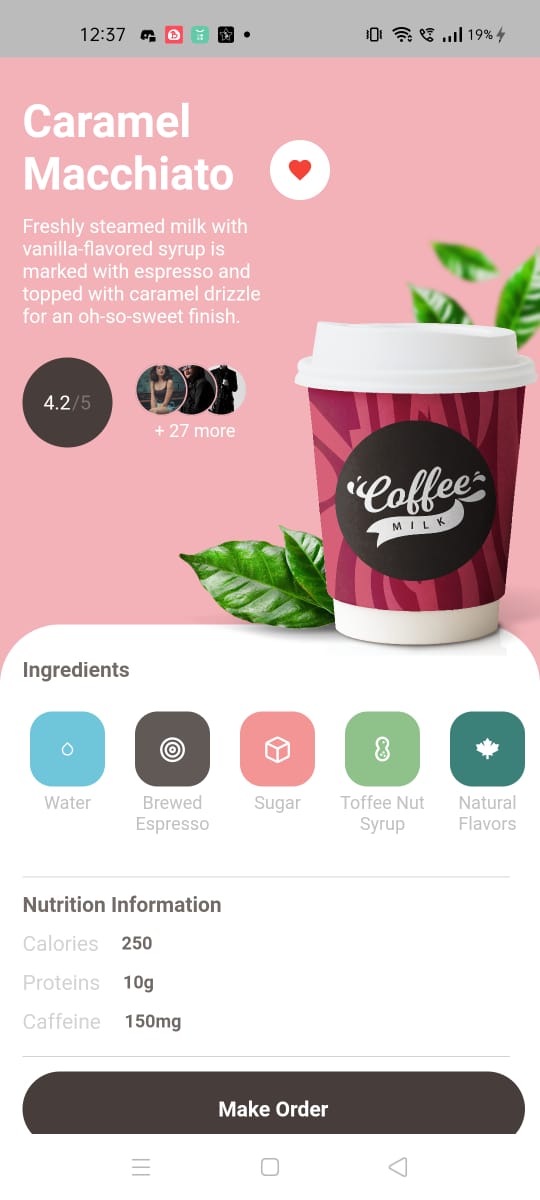 12:37
19%
Caramel
Macchiato
Freshly steamed milk with
vanilla-flavored syrup is
marked with espresso and
topped with caramel drizzle
for an oh-so-sweet finish.
4.2/5
+ 27 more
Coffee
MILK
Ingredients
Water
Brewed
Espresso
Sugar
Toffee Nut
Syrup
Natural
Flavors
Nutrition Information
Calories 250
Proteins 10g
Caffeine 150mg
Make Order